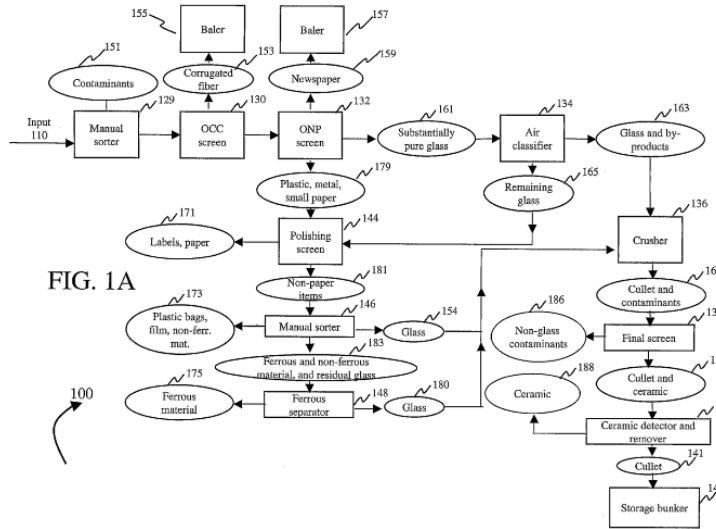 155
Baler
Baler
157
151
153
159
Contaminants
Corrugated
fiber
Newspaper
129
130
132
161
134
163
Input
110
Manual
sorter
OCC
screen
ONP
screen
Substantially
pure glass
Air
classifier
Glass and by-
products
179
165
Plastic, metal,
small paper
Remaining
glass
171
144
136
Labels, paper
Polishing
screen
Crusher
FIG. 1A
181
Non-paper
items
Cullet and
contaminants
173
146
154
186
Plastic bags,
film, non-ferr.
mat.
Manual sorter
Glass
Non-glass
contaminants
Final screen
183
Ferrous and non-ferrous
material, and residual glass
188
Cullet and
ceramic
175
148
180
Ferrous
material
Ferrous
separator
Glass
Ceramic
100
Ceramic detector and
remover
141
Cullet
Storage bunker